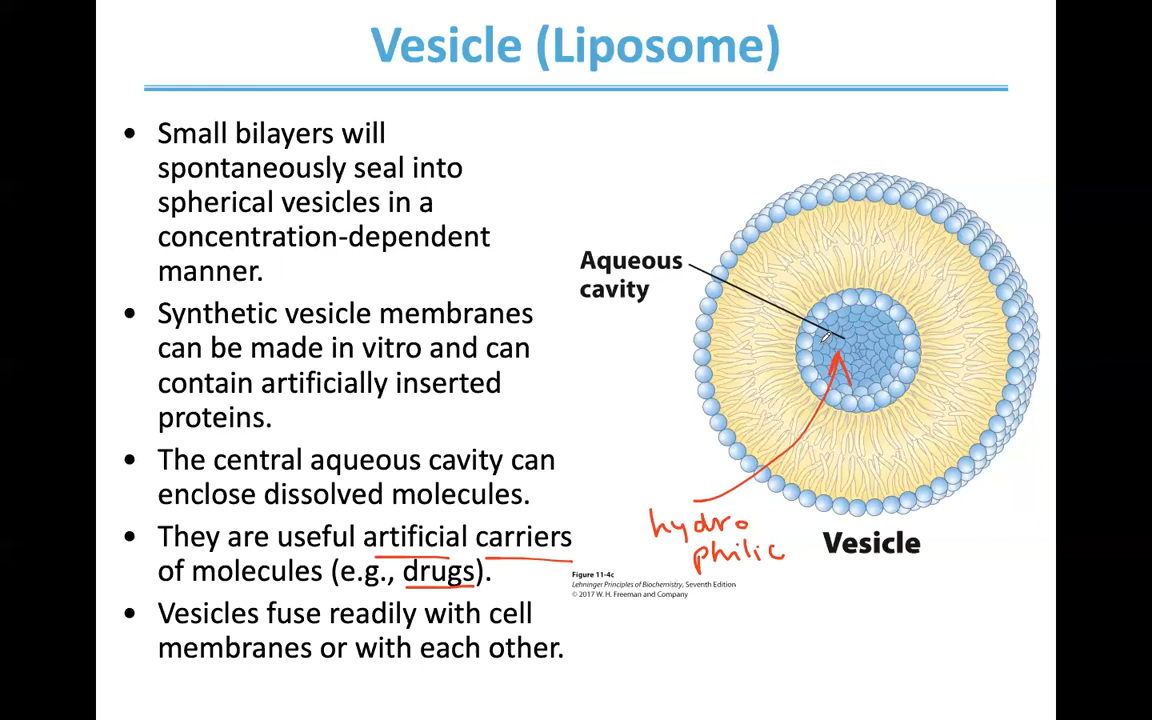 Vesicle (Liposome)
• Small bilayers will
spontaneously seal into
spherical vesicles in a
concentration-dependent
manner.
• Synthetic vesicle membranes
can be made in vitro and can
contain artificially inserted
proteins.
• The central aqueous cavity can
enclose dissolved molecules.
• They are useful artificial carriers
of molecules (e.g., drugs).
• Vesicles fuse readily with cell
membranes or with each other.
Aqueous
cavity
hydro
philic
Vesicle
Figure 11-4c
Lehninger Principles of Biochemistry, Seventh Edition
© 2017 W. H. Freeman and Company